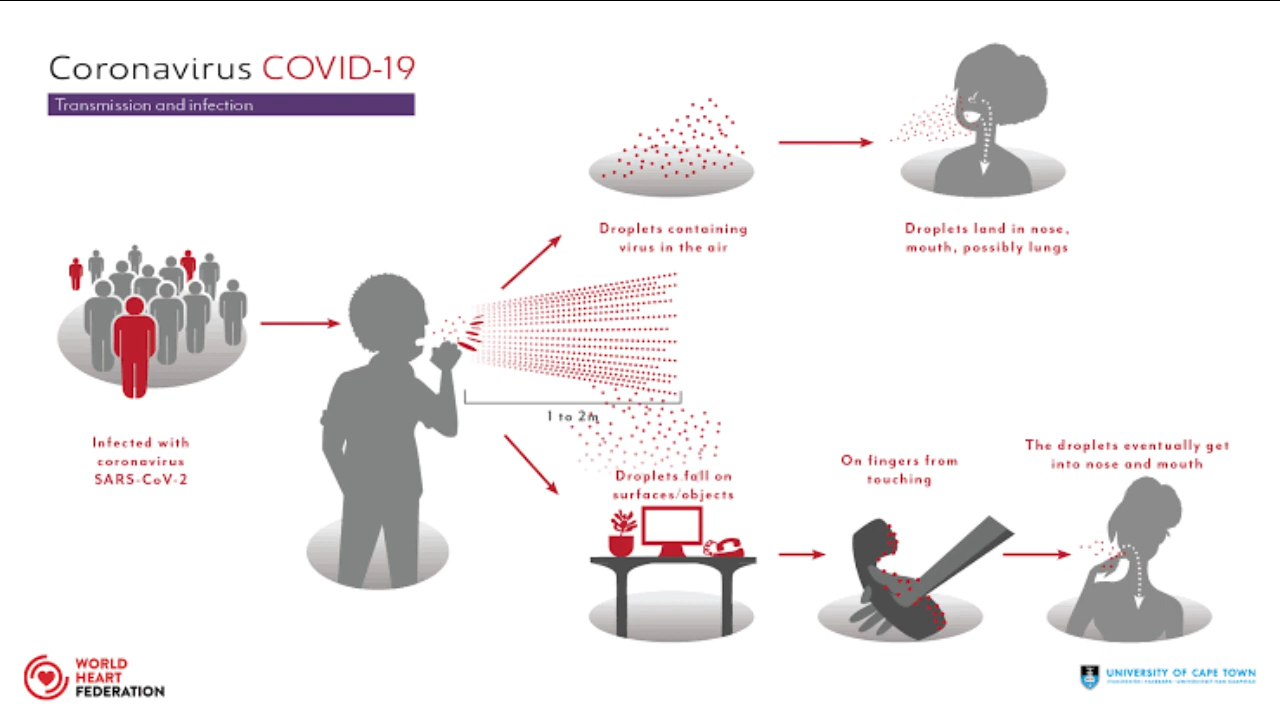 Coronavirus COVID-19
Transmission and infection
Infected with
coronavirus
SARS-CoV-2
1 to 2m
Droplets containing
virus in the air
Droplets land in nose,
mouth, possibly lungs
Droplets fall on
surfaces/objects
On fingers from
touching
The droplets eventually get
into nose and mouth
WORLD
HEART
FEDERATION
UNIVERSITY OF CAPE TOWN